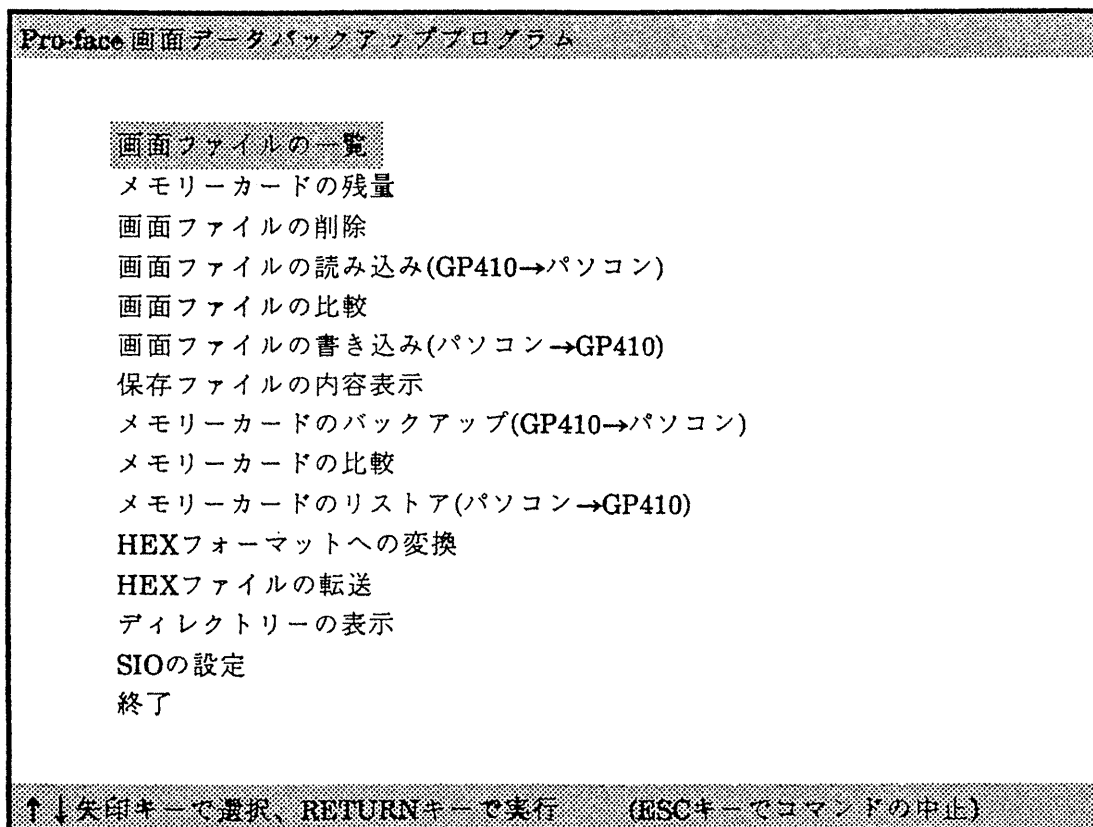 Pro-face画面データバックアッププログラム
画面ファイルの一覧
メモリーカードの残量
画面ファイルの削除
画面ファイルの読み込み(GP410→パソコン)
画面ファイルの比較
画面ファイルの書き込み(パソコン→GP410)
保存ファイルの内容表示
メモリーカードのバックアップ(GP410→パソコン)
メモリーカードの比較
メモリーカードのリストア(パソコン→GP410)
HEXフォーマットへの変換
HEXファイルの転送
ディレクトリーの表示
SIOの設定
終了
↑↓矢印キーで選択、RETURNキーで実行 (ESCキーでコマンドの中止)